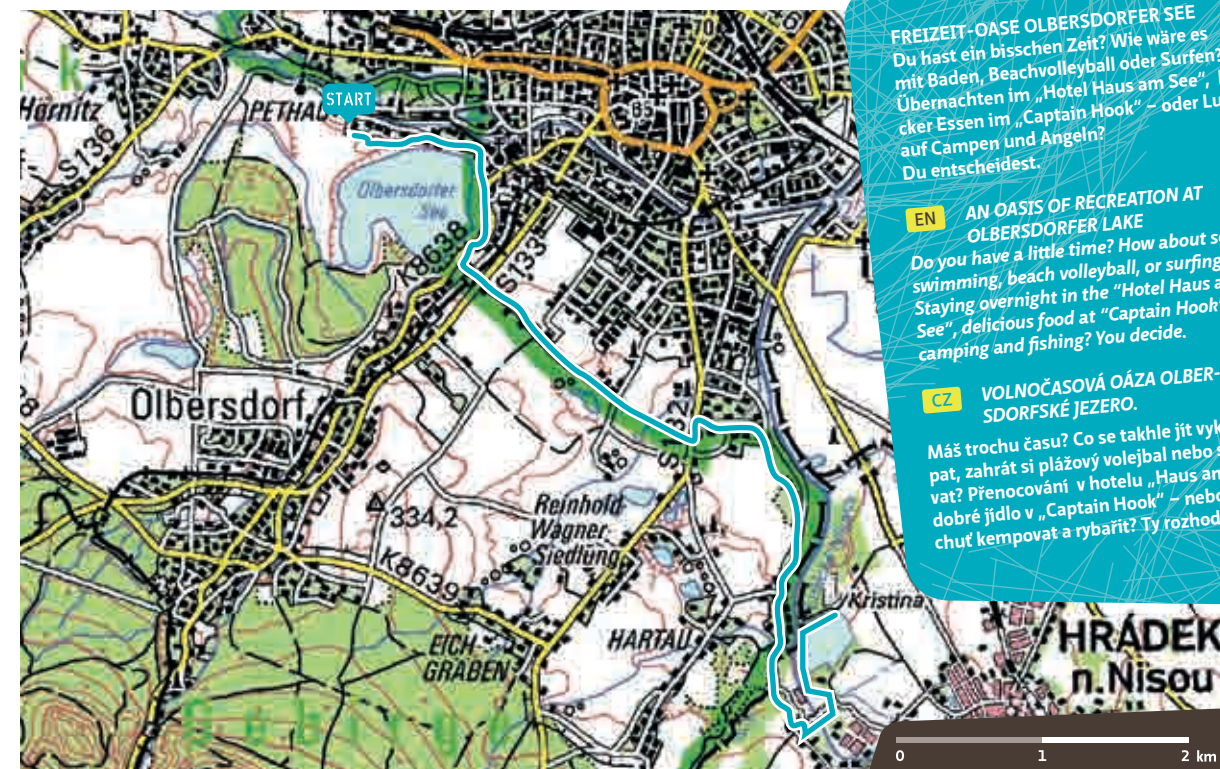 FREIZEIT-OASE OLBERSDORFER SEE
Du hast ein bisschen Zeit? Wie wäre es
mit Baden, Beachvolleyball oder Surfen?
Übernachten im „Hotel Haus am See“,
cker Essen im „Captain Hook“ – oder Lu
auf Campen und Angeln?
Du entscheidest.
EN
AN OASIS OF RECREATION AT
OLBERSDORFER LAKE
Do you have a little time? How about
swimming, beach volleyball, or surfing
Staying overnight in the “Hotel Haus a
See”, delicious food at “Captain Hook
camping and fishing? You decide.
CZ
VOLNOČASOVÁ OÁZA OLBER-
SDORFSKÉ JEZERO.
Máš trochu času? Co se takhle jít vyk
pat, zahrát si plážový volejbal nebo s
vat? Přenocování v hotelu „Haus am
dobré jídlo v „Captain Hook“ – nebo
chuť kempovat a rybařit? Ty rozhod
Hörnitz
S136
PETHAU
START
B5
Olbersdorfer
See
K8638
S133
Olbersdorf
334,2
K8639
Reinhold-
Wagner-
Siedlung
EICH-
GRABEN
HARTAU
Kristina
HRÁDEK
n.Nisou
0 1 2 km